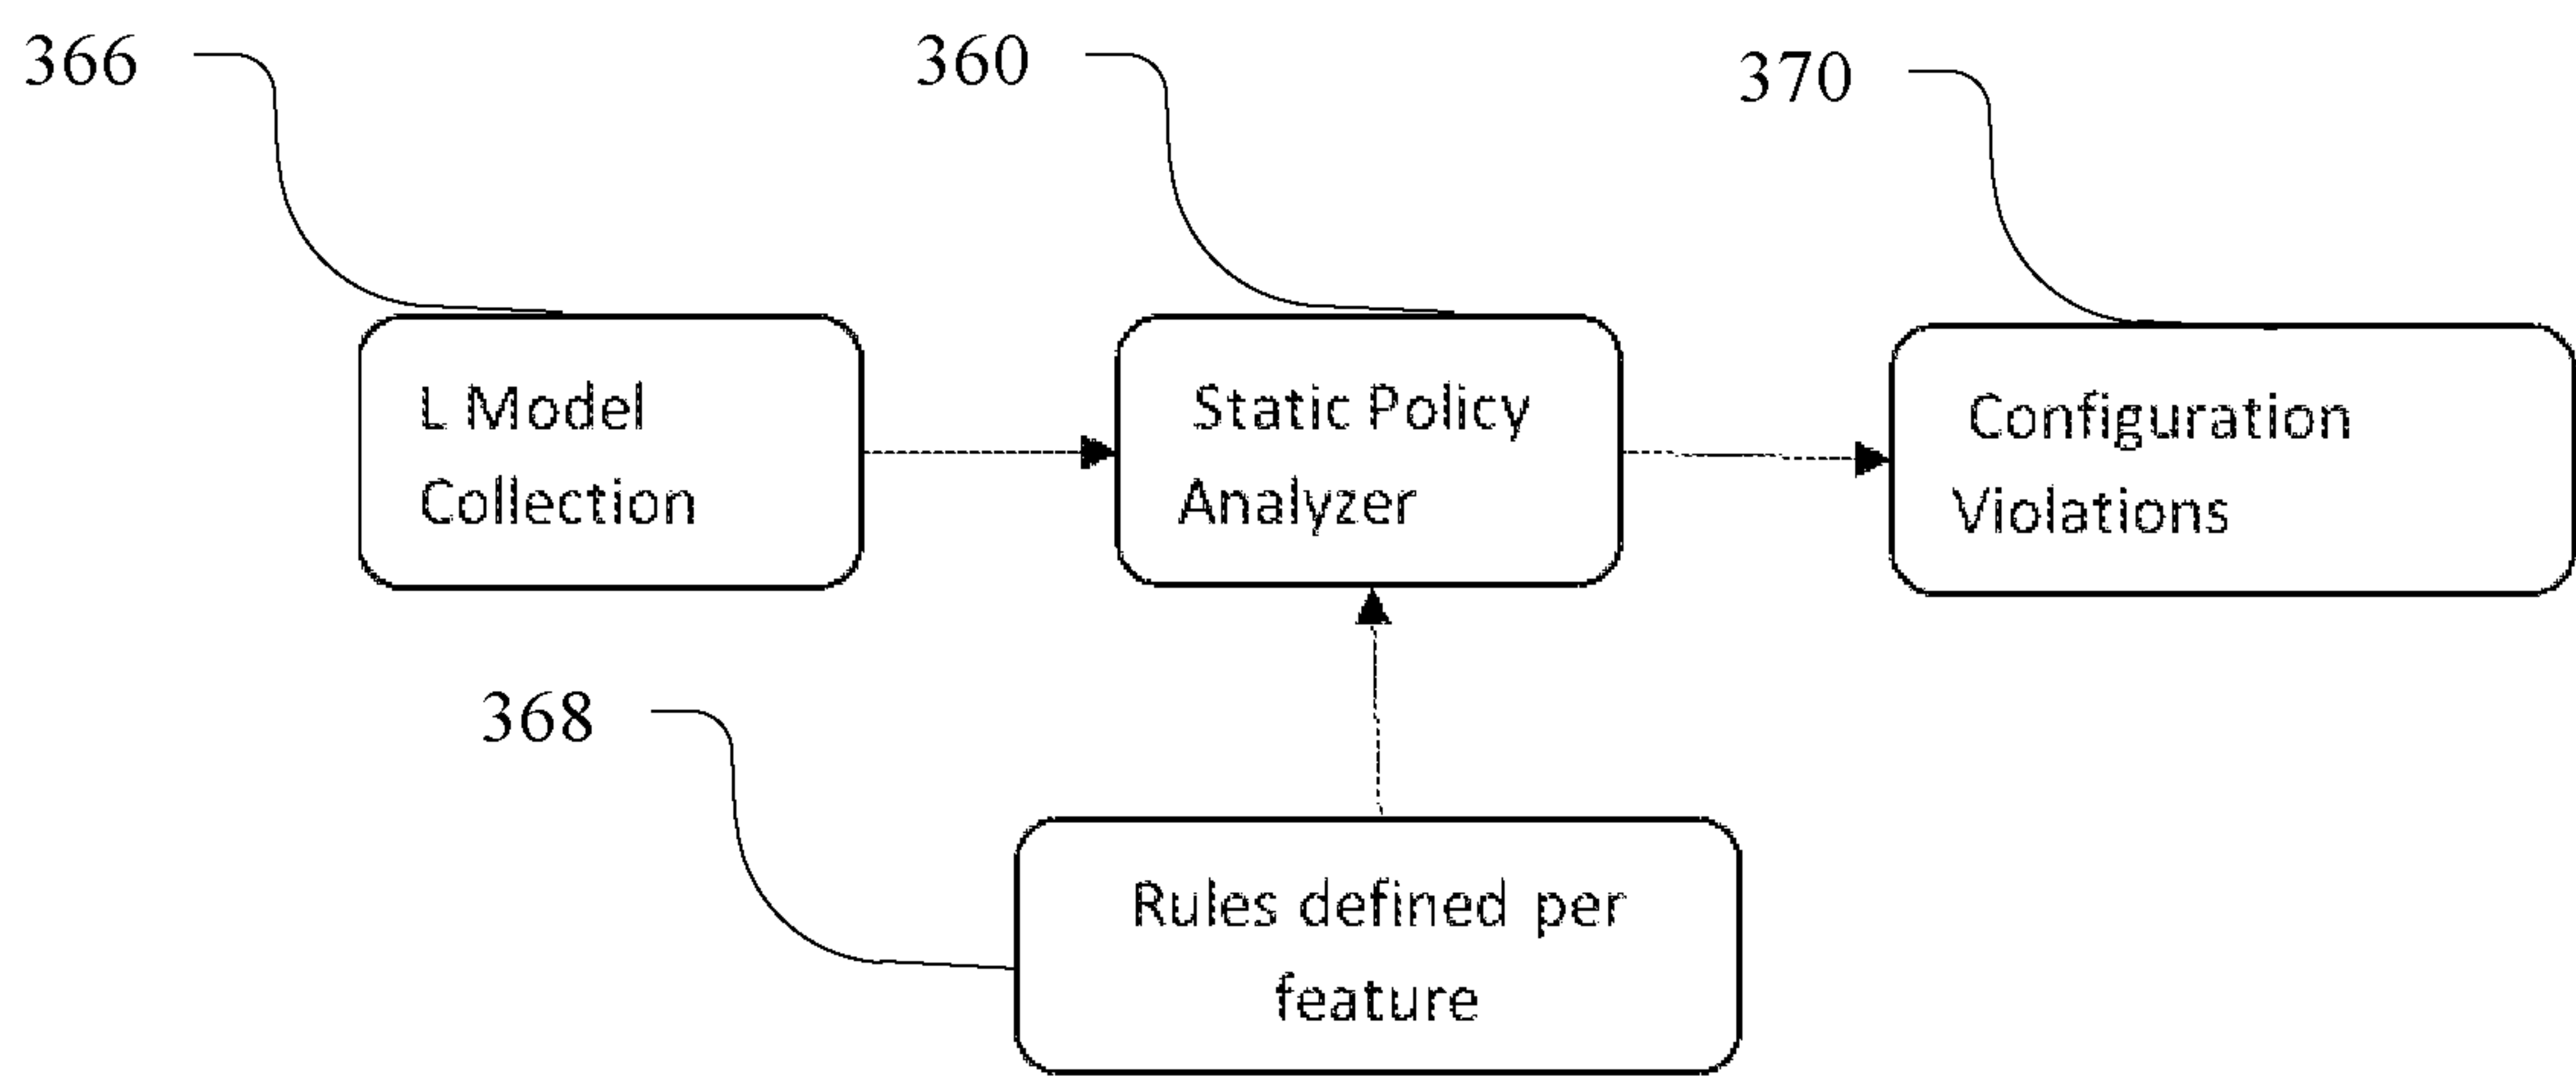 366
360
370
L Model
Collection
Static Policy
Analyzer
Configuration
Violations
368
Rules defined per
feature